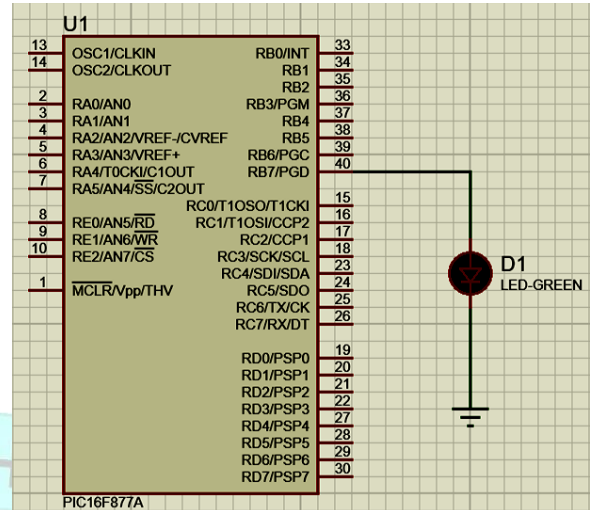 U1
13 OSC1/CLKIN RB0/INT 33
14 OSC2/CLKOUT RB1 34
RB2 35
2 RA0/AN0 RB3/PGM 36
3 RA1/AN1 RB4 37
4 RA2/AN2/VREF-/CVREF RB5 38
5 RA3/AN3/VREF+ RB6/PGC 39
6 RA4/T0CKI/C1OUT RB7/PGD 40
7 RA5/AN4/SS/C2OUT
RC0/T1OSO/T1CKI 15
8 RE0/AN5/RD RC1/T1OSI/CCP2 16
9 RE1/AN6/WR RC2/CCP1 17
10 RE2/AN7/CS RC3/SCK/SCL 18
RC4/SDI/SDA 23
1 MCLR/Vpp/THV RC5/SDO 24
RC6/TX/CK 25
RC7/RX/DT 26
RD0/PSP0 19
RD1/PSP1 20
RD2/PSP2 21
RD3/PSP3 22
RD4/PSP4 27
RD5/PSP5 28
RD6/PSP6 29
RD7/PSP7 30
PIC16F877A
D1
LED-GREEN